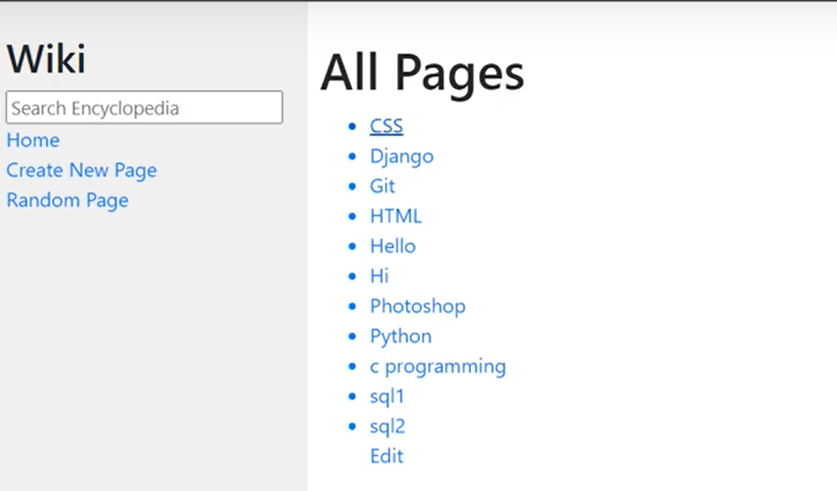 Wiki
Search Encyclopedia
Home
Create New Page
Random Page
All Pages
CSS
Django
Git
HTML
Hello
Hi
Photoshop
Python
c programming
sql1
sql2
Edit